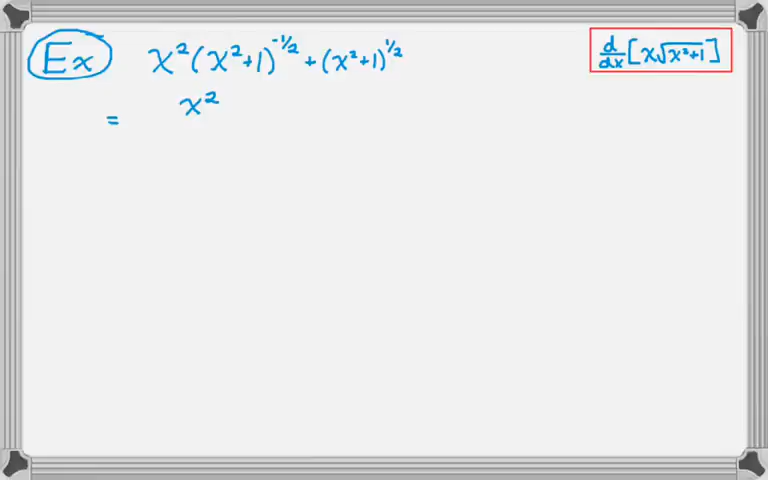 Ex x²(x²+1)^-1/2 + (x²+1)^1/2
d/dx [x√x²+1]
= x²